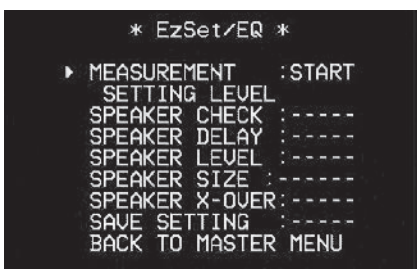 * EzSet/EQ *
MEASUREMENT :START
SETTING LEVEL
SPEAKER CHECK :-----
SPEAKER DELAY :-----
SPEAKER LEVEL :-----
SPEAKER SIZE :------
SPEAKER X-OVER:-----
SAVE SETTING :-----
BACK TO MASTER MENU